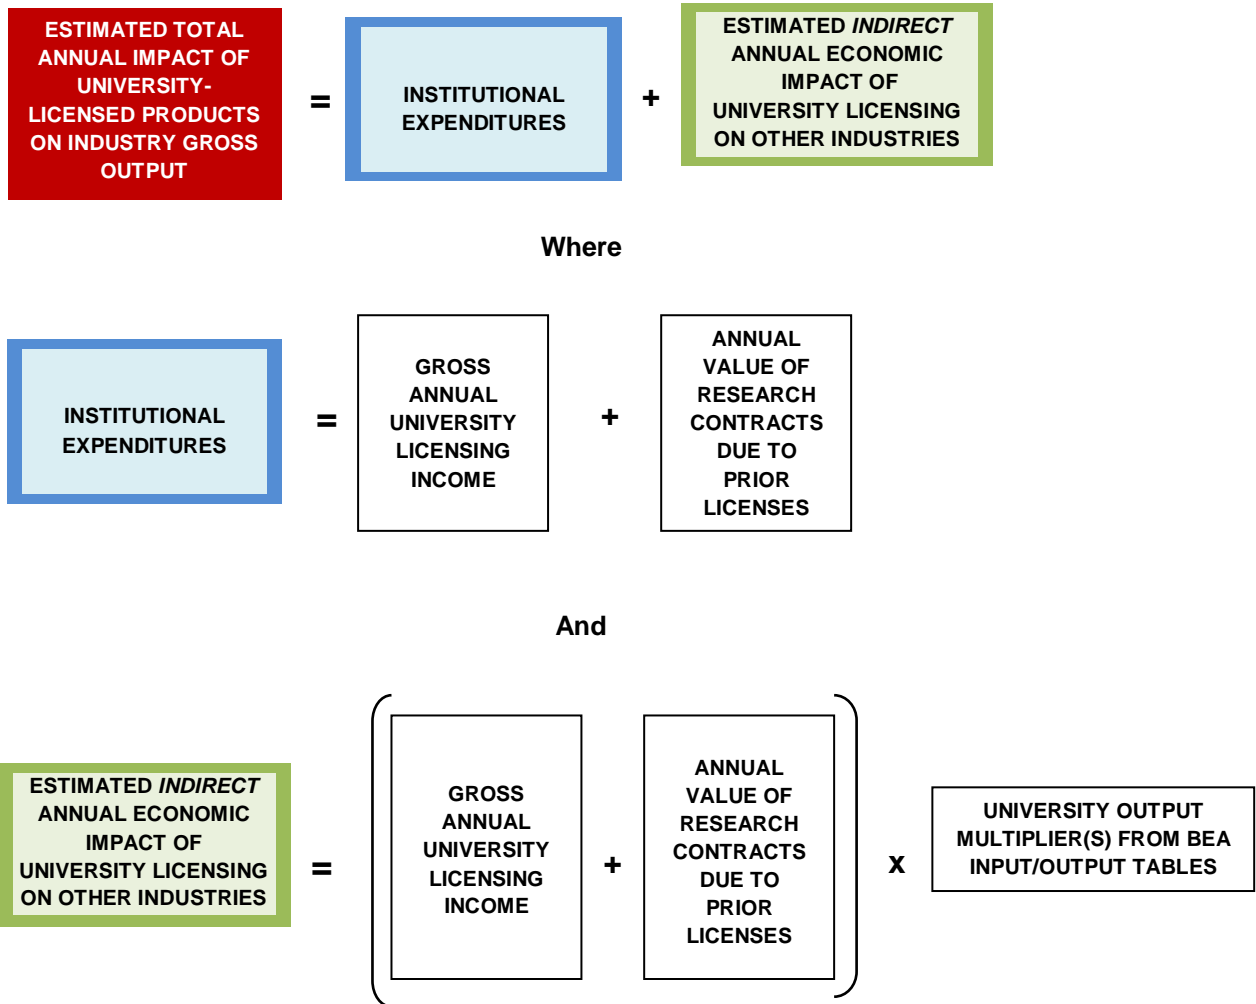 ESTIMATED TOTAL
ANNUAL IMPACT OF
UNIVERSITY-
LICENSED PRODUCTS
ON INDUSTRY GROSS
OUTPUT
=
INSTITUTIONAL
EXPENDITURES
+
ESTIMATED INDIRECT
ANNUAL ECONOMIC
IMPACT OF
UNIVERSITY LICENSING
ON OTHER INDUSTRIES
Where
INSTITUTIONAL
EXPENDITURES
=
GROSS
ANNUAL
UNIVERSITY
LICENSING
INCOME
+
ANNUAL
VALUE OF
RESEARCH
CONTRACTS
DUE TO
PRIOR
LICENSES
And
ESTIMATED INDIRECT
ANNUAL ECONOMIC
IMPACT OF
UNIVERSITY LICENSING
ON OTHER INDUSTRIES
=
(
GROSS
ANNUAL
UNIVERSITY
LICENSING
INCOME
+
ANNUAL
VALUE OF
RESEARCH
CONTRACTS
DUE TO
PRIOR
LICENSES
)
x
UNIVERSITY OUTPUT
MULTIPLIER(S) FROM BEA
INPUT/OUTPUT TABLES